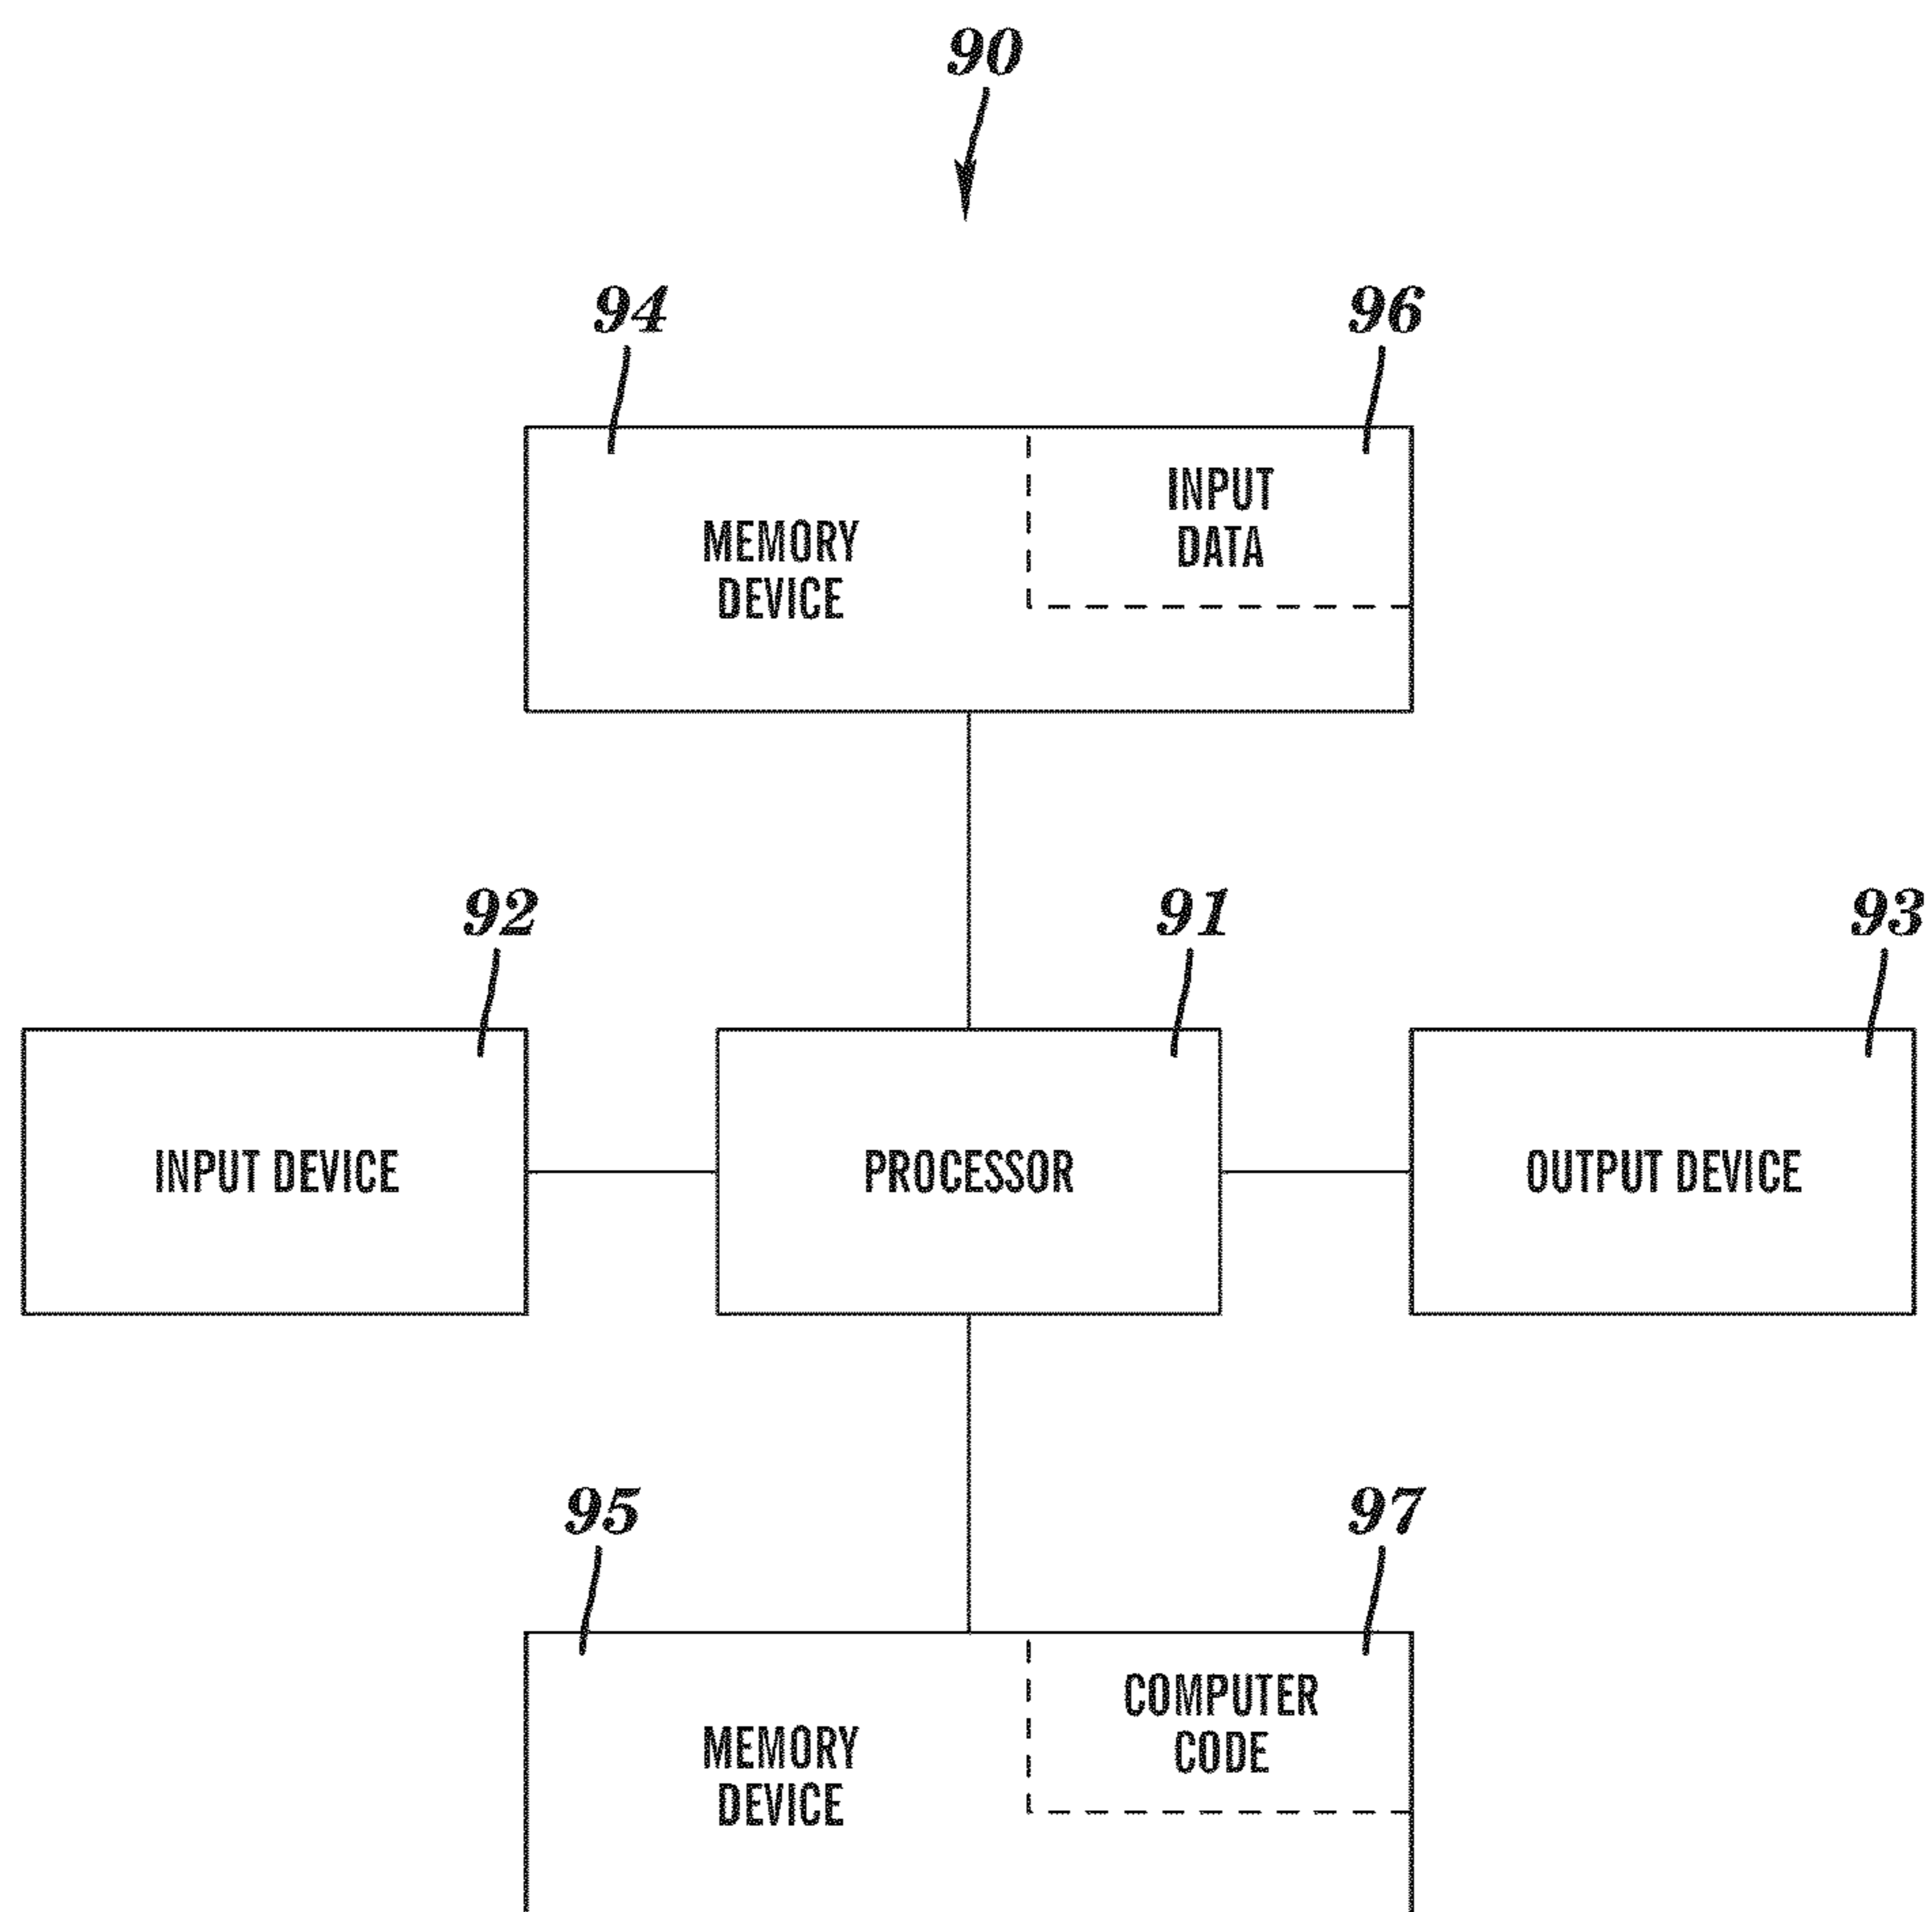 90
94
96
MEMORY
DEVICE
INPUT
DATA
92
91
93
INPUT DEVICE
PROCESSOR
OUTPUT DEVICE
95
97
MEMORY
DEVICE
COMPUTER
CODE